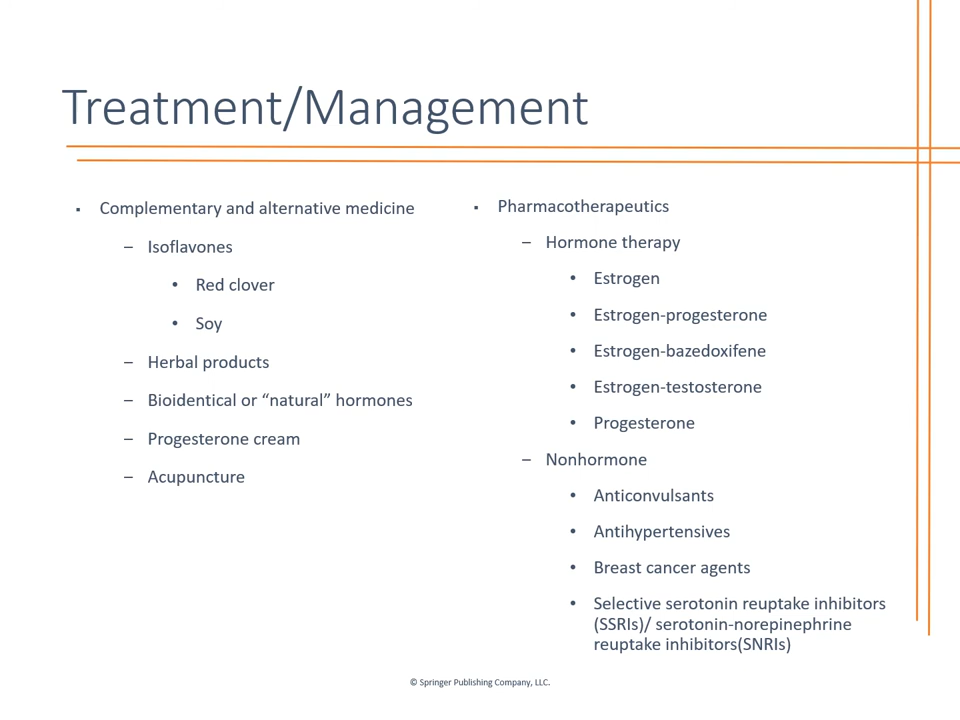 Treatment/Management
▪ Complementary and alternative medicine
– Isoflavones
• Red clover
• Soy
– Herbal products
– Bioidentical or “natural” hormones
– Progesterone cream
– Acupuncture
▪ Pharmacotherapeutics
– Hormone therapy
• Estrogen
• Estrogen-progesterone
• Estrogen-bazedoxifene
• Estrogen-testosterone
• Progesterone
– Nonhormone
• Anticonvulsants
• Antihypertensives
• Breast cancer agents
• Selective serotonin reuptake inhibitors
(SSRIs)/ serotonin-norepinephrine
reuptake inhibitors(SNRIs)
© Springer Publishing Company, LLC.